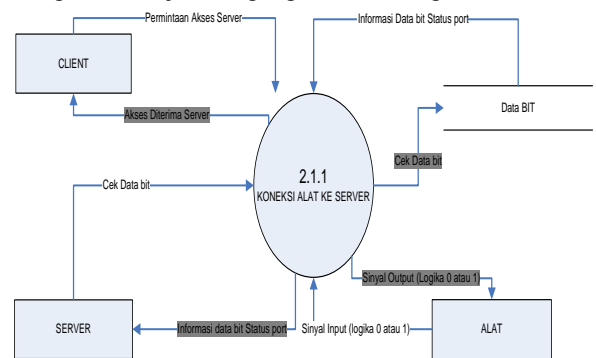 Permintaan Akses Server
Informasi Data bit Status port
CLIENT
Data BIT
Akses Diterima Server
Cek Data bit
2.1.1
KONEKSI ALAT KE SERVER
Cek Data bit
Sinyal Output (Logika 0 atau 1)
SERVER
Informasi data bit Status port
Sinyal Input (logika 0 atau 1)
ALAT